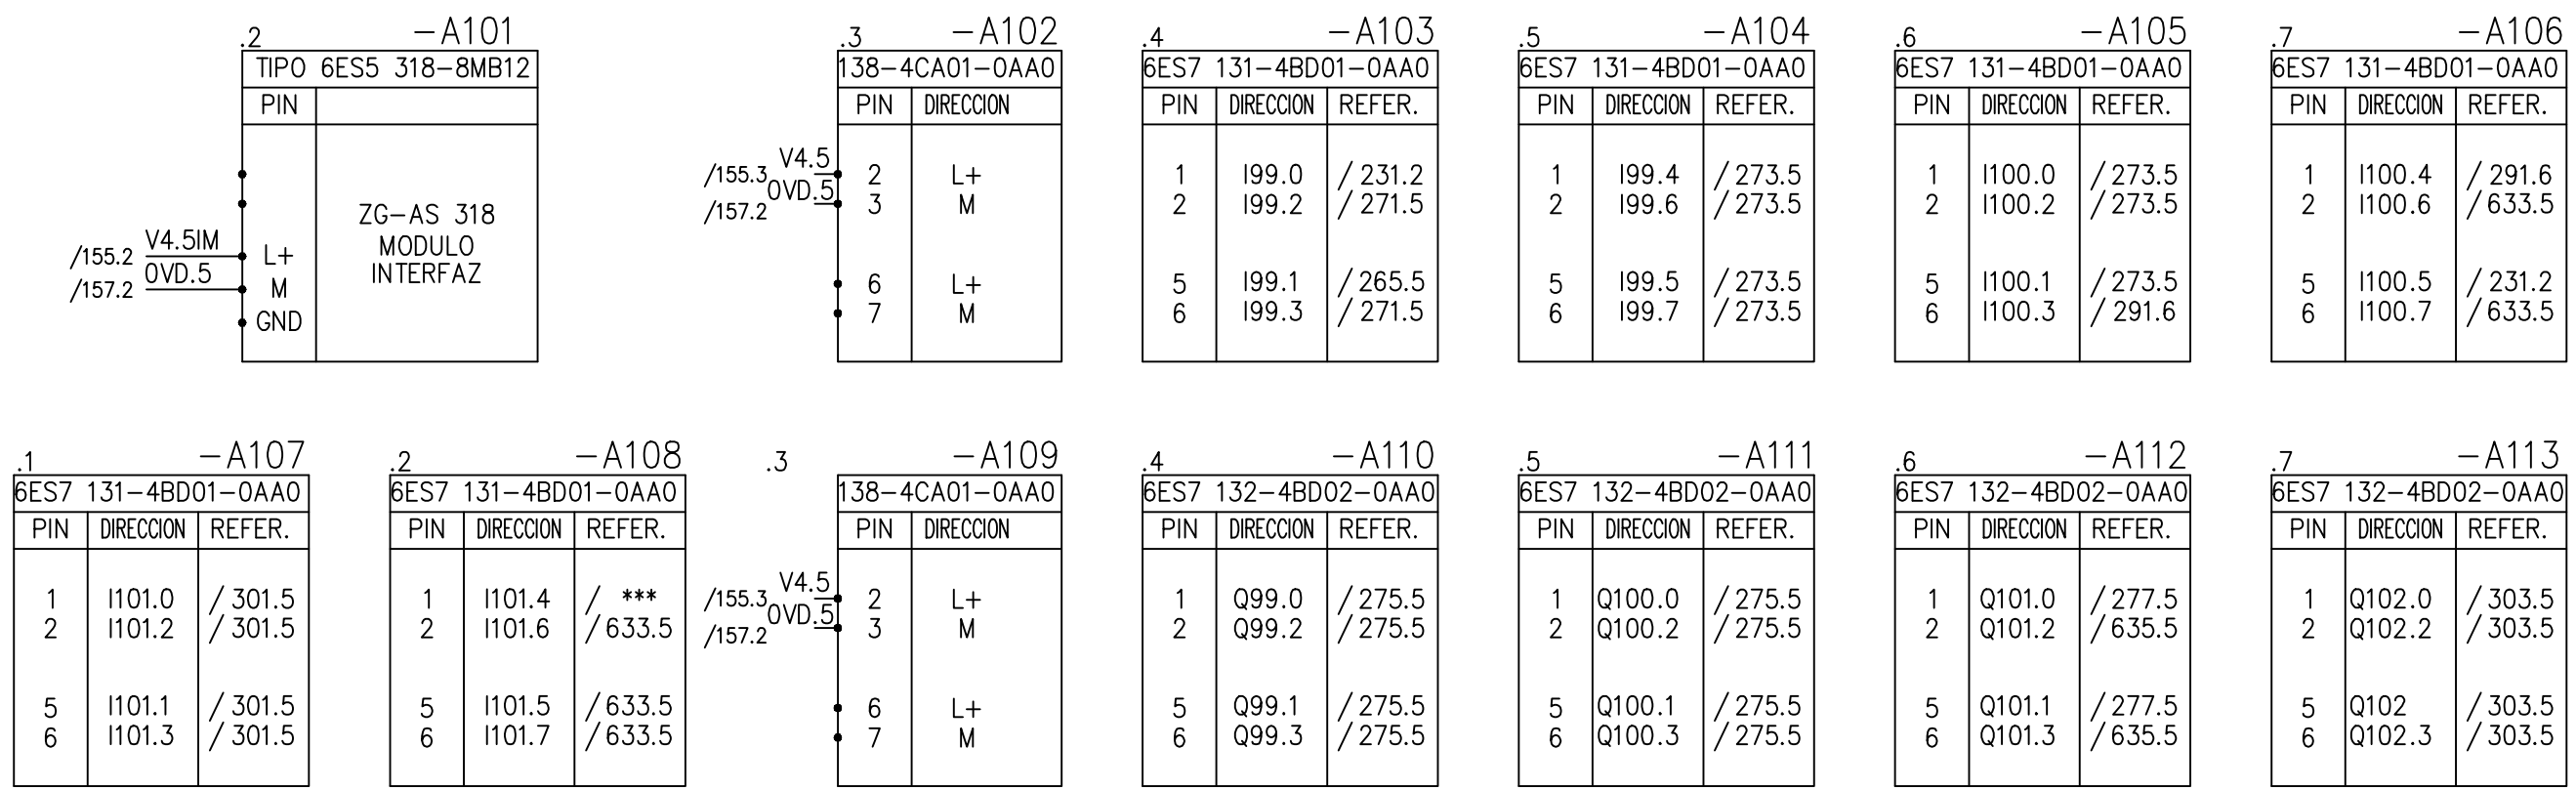 .2 -A101
TIPO 6ES5 318-8MB12
PIN
ZG-AS 318
MODULO
INTERFAZ
/155.2 V4.5IM L+
/157.2 0VD.5 M
GND
.3 -A102
138-4CA01-0AA0
PIN DIRECCION
/155.3 V4.5 2 L+
/157.2 0VD.5 3 M
6 L+
7 M
.4 -A103
6ES7 131-4BD01-0AA0
PIN DIRECCION REFER.
1 I99.0 /231.2
2 I99.2 /271.5
5 I99.1 /265.5
6 I99.3 /271.5
.5 -A104
6ES7 131-4BD01-0AA0
PIN DIRECCION REFER.
1 I99.4 /273.5
2 I99.6 /273.5
5 I99.5 /273.5
6 I99.7 /273.5
.6 -A105
6ES7 131-4BD01-0AA0
PIN DIRECCION REFER.
1 I100.0 /273.5
2 I100.2 /273.5
5 I100.1 /273.5
6 I100.3 /291.6
.7 -A106
6ES7 131-4BD01-0AA0
PIN DIRECCION REFER.
1 I100.4 /291.6
2 I100.6 /633.5
5 I100.5 /231.2
6 I100.7 /633.5
.1 -A107
6ES7 131-4BD01-0AA0
PIN DIRECCION REFER.
1 I101.0 /301.5
2 I101.2 /301.5
5 I101.1 /301.5
6 I101.3 /301.5
.2 -A108
6ES7 131-4BD01-0AA0
PIN DIRECCION REFER.
1 I101.4 / ***
2 I101.6 /633.5
5 I101.5 /633.5
6 I101.7 /633.5
.3 -A109
138-4CA01-0AA0
PIN DIRECCION
/155.3 V4.5 2 L+
/157.2 0VD.5 3 M
6 L+
7 M
.4 -A110
6ES7 132-4BD02-0AA0
PIN DIRECCION REFER.
1 Q99.0 /275.5
2 Q99.2 /275.5
5 Q99.1 /275.5
6 Q99.3 /275.5
.5 -A111
6ES7 132-4BD02-0AA0
PIN DIRECCION REFER.
1 Q100.0 /275.5
2 Q100.2 /275.5
5 Q100.1 /275.5
6 Q100.3 /275.5
.6 -A112
6ES7 132-4BD02-0AA0
PIN DIRECCION REFER.
1 Q101.0 /277.5
2 Q101.2 /635.5
5 Q101.1 /277.5
6 Q101.3 /635.5
.7 -A113
6ES7 132-4BD02-0AA0
PIN DIRECCION REFER.
1 Q102.0 /303.5
2 Q102.2 /303.5
5 Q102 /303.5
6 Q102.3 /303.5